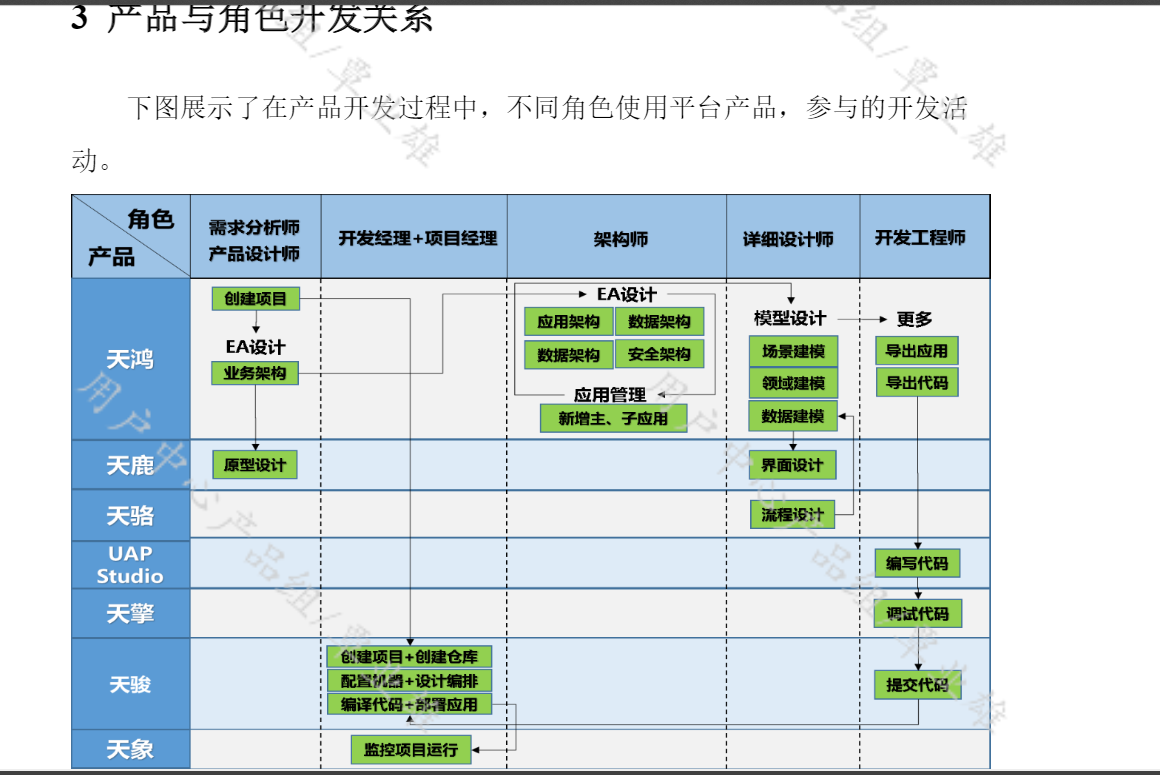 3 产品与角色开发关系
下图展示了在产品开发过程中，不同角色使用平台产品，参与的开发活
动。
角色
产品
需求分析师
产品设计师
开发经理+项目经理
架构师
详细设计师
开发工程师
天鸿
创建项目
EA设计
业务架构
EA设计
应用架构
数据架构
数据架构
安全架构
应用管理
新增主、子应用
模型设计
场景建模
领域建模
数据建模
更多
导出应用
导出代码
天鹿
原型设计
界面设计
天骆
流程设计
UAP
Studio
编写代码
天擎
调试代码
天骏
创建项目+创建仓库
配置机器+设计编排
编译代码+部署应用
提交代码
天象
监控项目运行
用户中心产品组/覃业雄
用户中心产品组/覃业雄
品组/覃业雄
品组/覃业雄